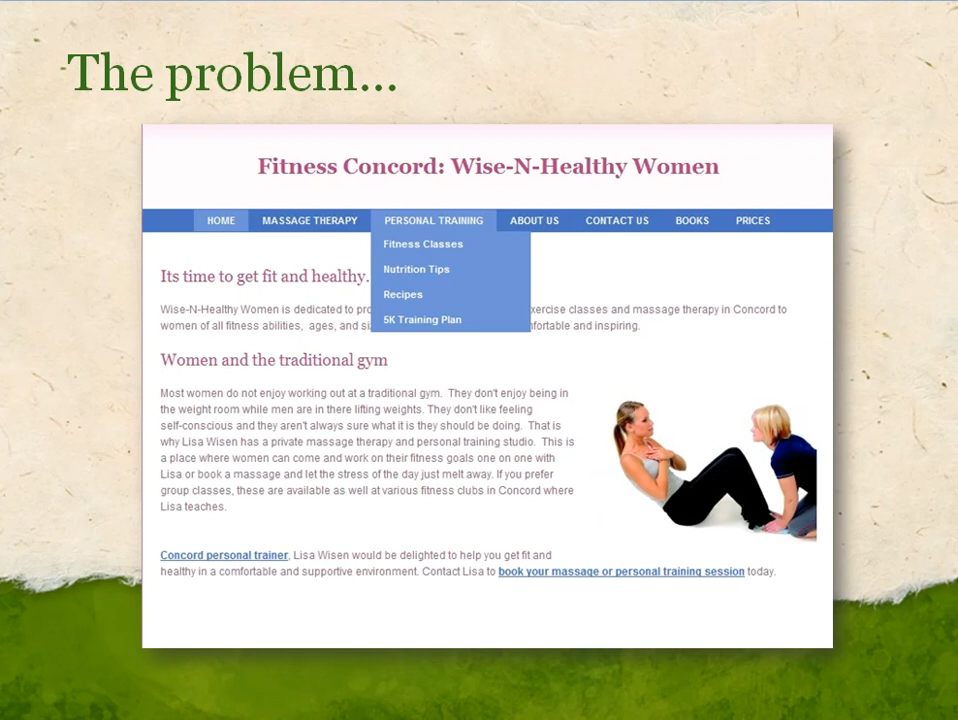 The problem...
Fitness Concord: Wise-N-Healthy Women
HOME MASSAGE THERAPY PERSONAL TRAINING ABOUT US CONTACT US BOOKS PRICES
Fitness Classes
Nutrition Tips
Recipes
5K Training Plan
Its time to get fit and healthy.
Wise-N-Healthy Women is dedicated to exercise classes and massage therapy in Concord to
women of all fitness abilities, ages, and and inspiring.
Women and the traditional gym
Most women do not enjoy working out at a traditional gym. They don't enjoy being in
the weight room while men are in there lifting weights. They don't like feeling
self-conscious and they aren't always sure what it is they should be doing. That is
why Lisa Wisen has a private massage therapy and personal training studio. This is
a place where women can come and work on their fitness goals one on one with
Lisa or book a massage and let the stress of the day just melt away. If you prefer
group classes, these are available as well at various fitness clubs in Concord where
Lisa teaches.
Concord personal trainer, Lisa Wisen would be delighted to help you get fit and
healthy in a comfortable and supportive environment. Contact Lisa to book your massage or personal training session today.